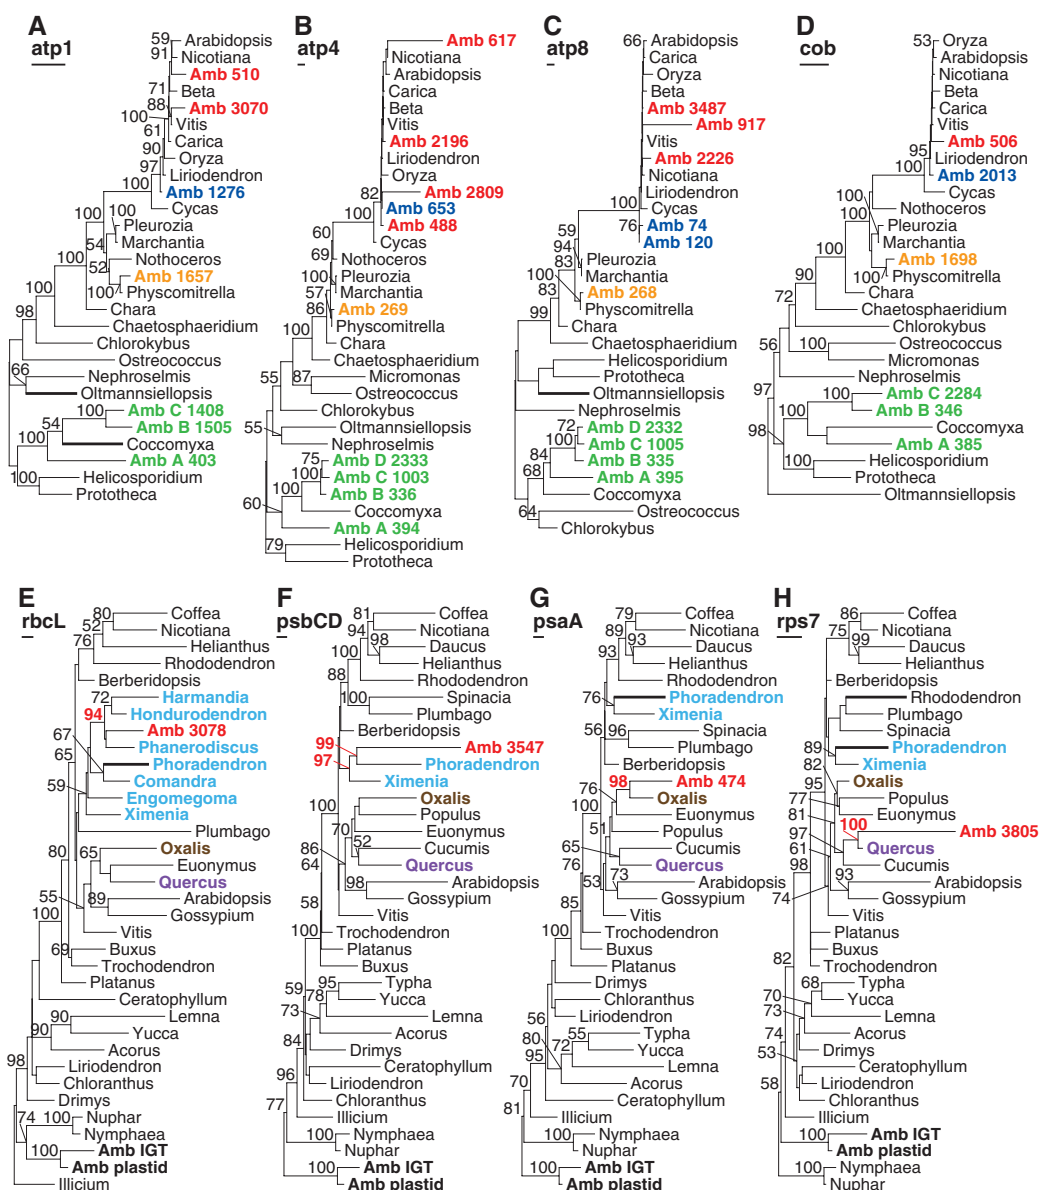 A
atp1
59
Arabidopsis
91
Nicotiana
Amb 510
71
Beta
88
Amb 3070
100
Vitis
61
Carica
90
Oryza
97
Liriodendron
100
Amb 1276
Cycas
100
100
Pleurozia
54
Marchantia
100
52
Nothoceros
Amb 1657
100
100
Physcomitrella
98
Chara
Chaetosphaeridium
Chlorokybus
Ostreococcus
66
Nephroselmis
Oltmannsiellopsis
100
Amb C 1408
54
Amb B 1505
100
Coccomyxa
Amb A 403
100
Helicosporidium
Prototheca
B
atp4
Amb 617
Nicotiana
Arabidopsis
Carica
Beta
Vitis
Amb 2196
Liriodendron
Oryza
82
Amb 2809
Amb 653
100
Amb 488
60
Cycas
69
Nothoceros
100
Pleurozia
57
Marchantia
86
Amb 269
Physcomitrella
100
Chara
Chaetosphaeridium
55
87
Micromonas
Ostreococcus
Chlorokybus
55
Oltmannsiellopsis
Nephroselmis
75
Amb D 2333
100
Amb C 1003
100
Amb B 336
60
Coccomyxa
Amb A 394
79
Helicosporidium
Prototheca
C
atp8
66
Arabidopsis
Carica
Oryza
Beta
Amb 3487
Amb 917
Vitis
Amb 2226
Nicotiana
Liriodendron
100
Cycas
76
Amb 74
Amb 120
59
94
83
Pleurozia
100
Marchantia
83
Amb 268
Physcomitrella
99
Chara
Chaetosphaeridium
Helicosporidium
Prototheca
Oltmannsiellopsis
Nephroselmis
72
Amb D 2332
100
Amb C 1005
84
Amb B 335
68
Amb A 395
Coccomyxa
64
Ostreococcus
Chlorokybus
D
cob
53
Oryza
Arabidopsis
Nicotiana
Beta
Carica
Vitis
Amb 506
95
Liriodendron
100
Amb 2013
Cycas
100
Nothoceros
Pleurozia
100
Marchantia
Amb 1698
90
100
Physcomitrella
72
Chara
Chaetosphaeridium
Chlorokybus
56
100
Ostreococcus
Micromonas
97
Nephroselmis
100
Amb C 2284
100
Amb B 346
98
Coccomyxa
Amb A 385
100
Helicosporidium
Prototheca
Oltmannsiellopsis
E
rbcL
80
Coffea
52
Nicotiana
76
Helianthus
Rhododendron
Berberidopsis
72
Harmandia
94
Hondurodendron
67
Amb 3078
65
Phanerodiscus
Phoradendron
59
Comandra
Engomegoma
Ximenia
Plumbago
80
65
Oxalis
Euonymus
55
Quercus
89
Arabidopsis
100
Gossypium
Vitis
69
Buxus
Trochodendron
Platanus
Ceratophyllum
90
Lemna
90
Yucca
Acorus
98
Liriodendron
Chloranthus
Drimys
74
100
Nuphar
Nymphaea
100
Amb IGT
Amb plastid
Illicium
F
psbCD
81
Coffea
94
Nicotiana
98
Daucus
100
Helianthus
88
Rhododendron
100
Spinacia
Plumbago
Berberidopsis
99
Amb 3547
97
Phoradendron
Ximenia
100
Oxalis
70
Populus
Euonymus
86
52
Cucumis
64
Quercus
98
Arabidopsis
58
Gossypium
Vitis
100
Trochodendron
Platanus
Buxus
59
95
Typha
78
Yucca
73
Lemna
84
Acorus
Drimys
96
Ceratophyllum
Liriodendron
77
Chloranthus
Illicium
100
Nymphaea
Nuphar
100
Amb IGT
Amb plastid
G
psaA
79
Coffea
89
Nicotiana
93
93
Daucus
Helianthus
Rhododendron
76
Phoradendron
Ximenia
56
96
Spinacia
Plumbago
Berberidopsis
98
Amb 474
76
Oxalis
100
51
Populus
Euonymus
65
Cucumis
76
Quercus
53
73
Arabidopsis
85
Gossypium
Vitis
100
Trochodendron
Buxus
Platanus
Drimys
Chloranthus
56
Liriodendron
80
55
Typha
95
72
Yucca
Lemna
70
Acorus
81
Ceratophyllum
Illicium
100
Nymphaea
Nuphar
100
Amb IGT
Amb plastid
H
rps7
86
Coffea
75
Nicotiana
99
Daucus
Helianthus
Berberidopsis
Rhododendron
Plumbago
Spinacia
89
Phoradendron
82
Ximenia
95
Oxalis
77
Populus
81
Euonymus
100
Amb 3805
97
Quercus
61
Cucumis
98
93
Arabidopsis
74
Gossypium
Vitis
Platanus
Buxus
82
Trochodendron
68
Typha
70
Yucca
73
Lemna
74
Acorus
53
Drimys
Ceratophyllum
58
Liriodendron
Chloranthus
Illicium
100
Amb IGT
Amb plastid
100
Nymphaea
Nuphar